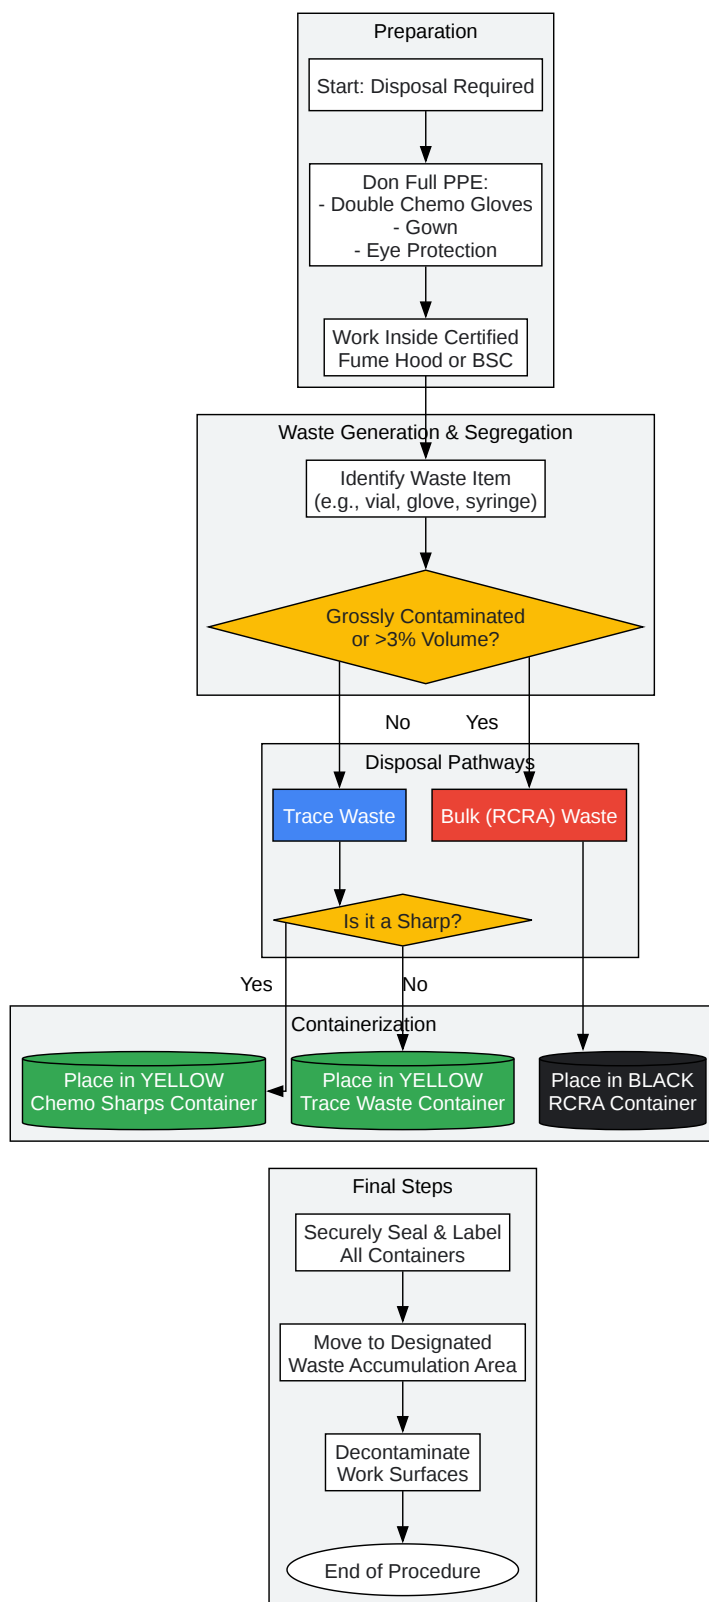 Preparation
Start: Disposal Required
Don Full PPE:
- Double Chemo Gloves
- Gown
- Eye Protection
Work Inside Certified
Fume Hood or BSC
Waste Generation & Segregation
Identify Waste Item
(e.g., vial, glove, syringe)
Grossly Contaminated
or >3% Volume?
No
Yes
Disposal Pathways
Trace Waste
Bulk (RCRA) Waste
Is it a Sharp?
Yes
No
Containerization
Place in YELLOW
Chemo Sharps Container
Place in YELLOW
Trace Waste Container
Place in BLACK
RCRA Container
Final Steps
Securely Seal & Label
All Containers
Move to Designated
Waste Accumulation Area
Decontaminate
Work Surfaces
End of Procedure